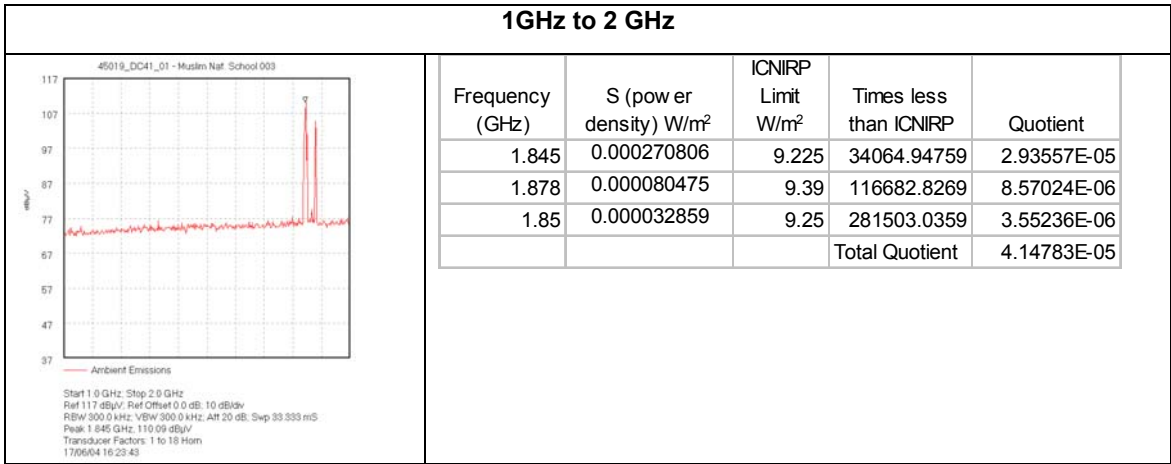 1GHz to 2 GHz
45019_DC41_01 - Muslim Naf. School 003
117
107
97
87
77
67
57
47
37
dBµV
Ambient Emissions
Start 1.0 GHz; Stop 2.0 GHz
Ref 117 dBµV; Ref Offset 0.0 dB; 10 dB/div
RBW 300.0 kHz; VBW 300.0 kHz; Att 20 dB; Swp 33.333 mS
Peak 1.845 GHz, 110.09 dBµV
Transducer Factors: 1 to 18 Horn
17/06/04 16:23:43
Frequency (GHz) S (pow er density) W/m² ICNIRP Limit W/m² Times less than ICNIRP Quotient
1.845 0.000270806 9.225 34064.94759 2.93557E-05
1.878 0.000080475 9.39 116682.8269 8.57024E-06
1.85 0.000032859 9.25 281503.0359 3.55236E-06
Total Quotient 4.14783E-05